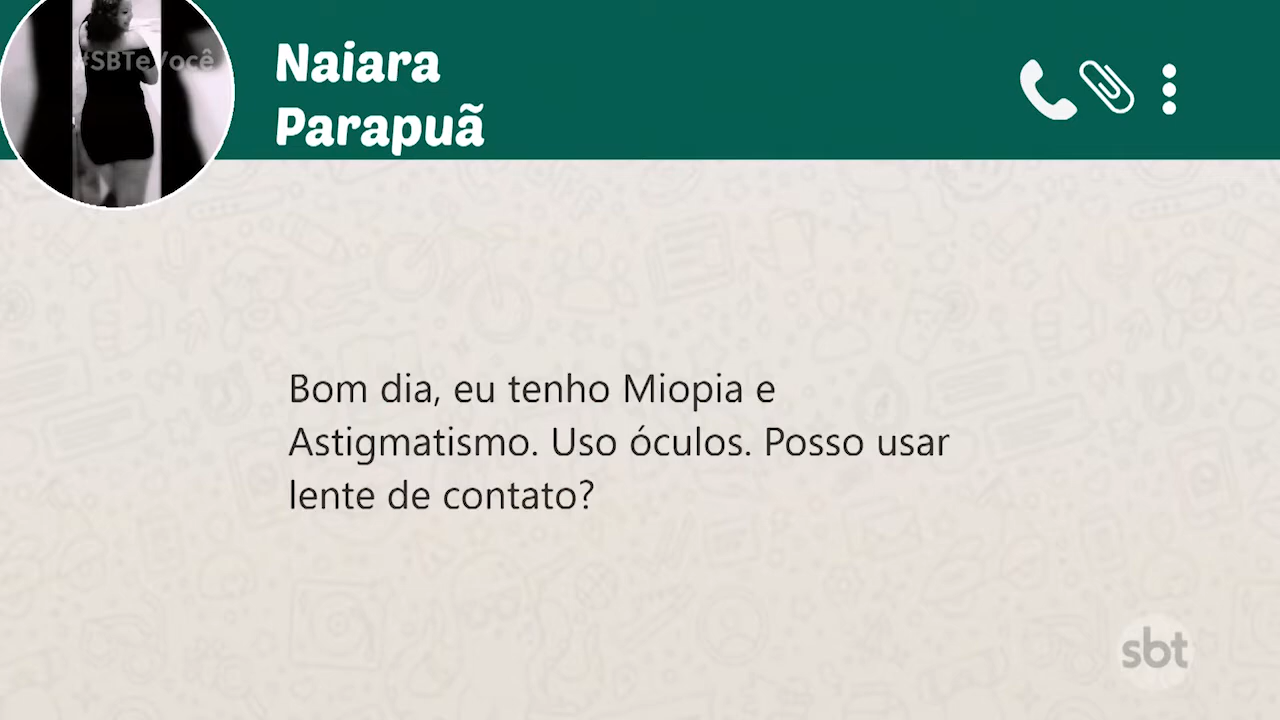 #SBTeVocê
Naiara
Parapuã
Bom dia, eu tenho Miopia e
Astigmatismo. Uso óculos. Posso usar
lente de contato?
sbt